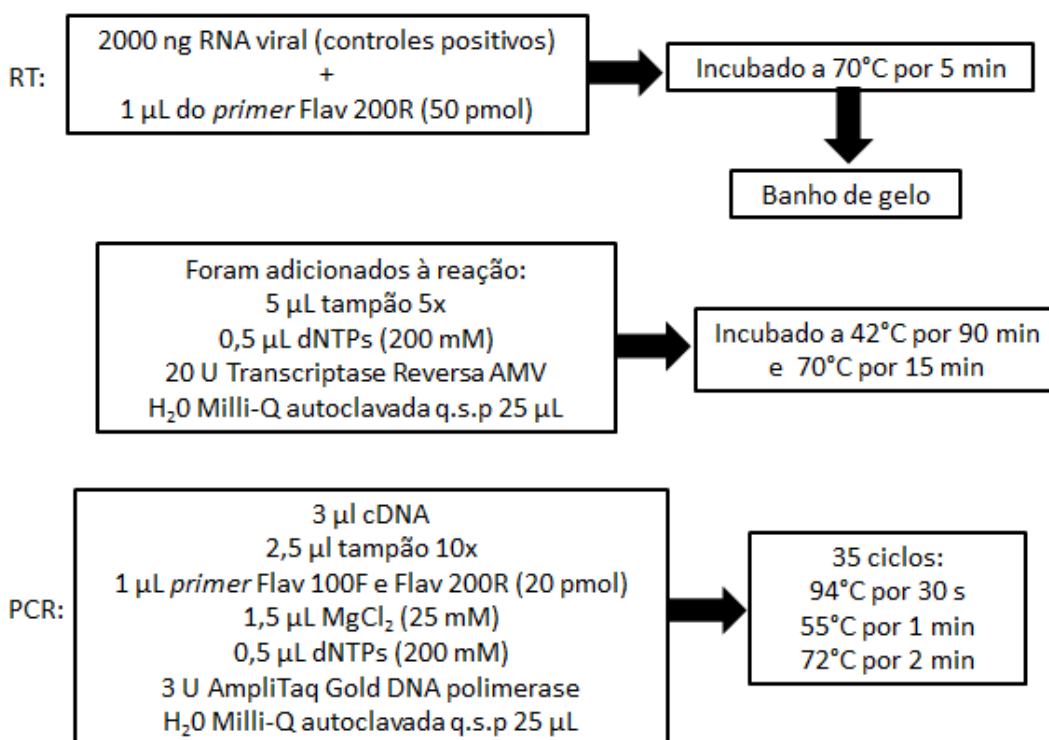 RT:
2000 ng RNA viral (controles positivos)
+
1 µL do primer Flav 200R (50 pmol)
Incubado a 70°C por 5 min
Banho de gelo
Foram adicionados à reação:
5 µL tampão 5x
0,5 µL dNTPs (200 mM)
20 U Transcriptase Reversa AMV
H₂0 Milli-Q autoclavada q.s.p 25 µL
Incubado a 42°C por 90 min
e 70°C por 15 min
PCR:
3 µl cDNA
2,5 µl tampão 10x
1 µL primer Flav 100F e Flav 200R (20 pmol)
1,5 µL MgCl₂ (25 mM)
0,5 µL dNTPs (200 mM)
3 U AmpliTaq Gold DNA polimerase
H₂0 Milli-Q autoclavada q.s.p 25 µL
35 ciclos:
94°C por 30 s
55°C por 1 min
72°C por 2 min